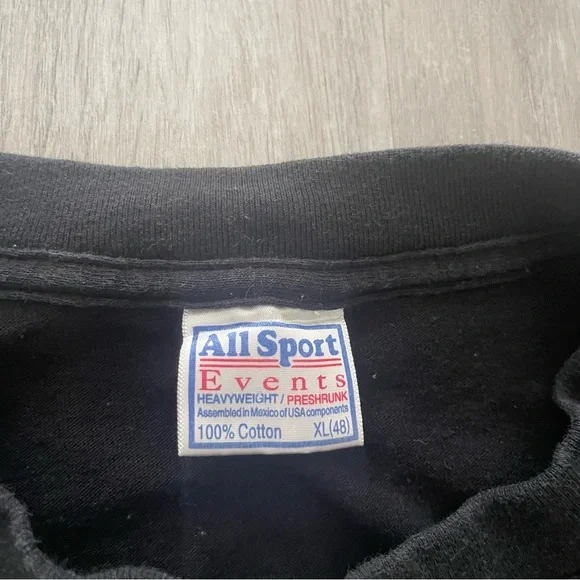 All Sport
Events
HEAVYWEIGHT / PRESHRUNK
Assembled in Mexico of USA components
100% Cotton XL(48)